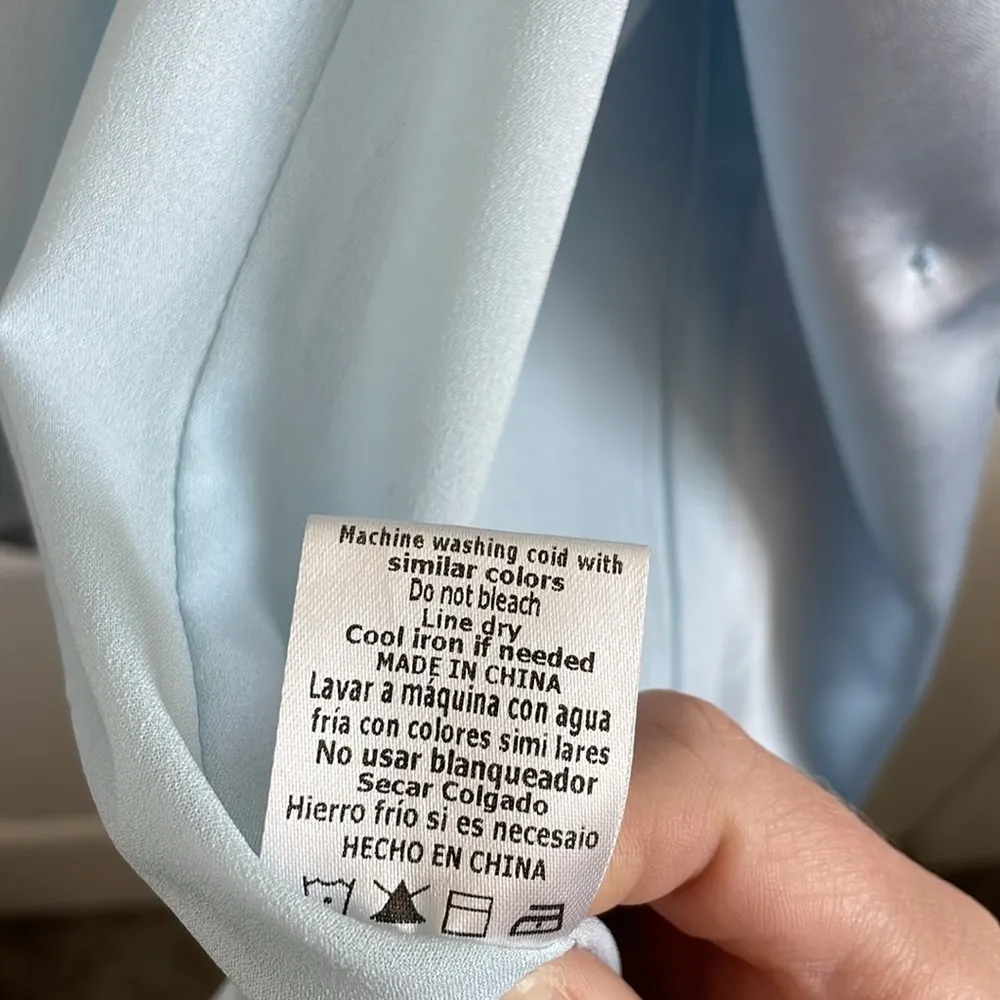 Machine washing coid with
similar colors
Do not bleach
Line dry
Cool iron if needed
MADE IN CHINA
Lavar a máquina con agua
fría con colores simi lares
No usar blanqueador
Secar Colgado
Hierro frío si es necesaio
HECHO EN CHINA